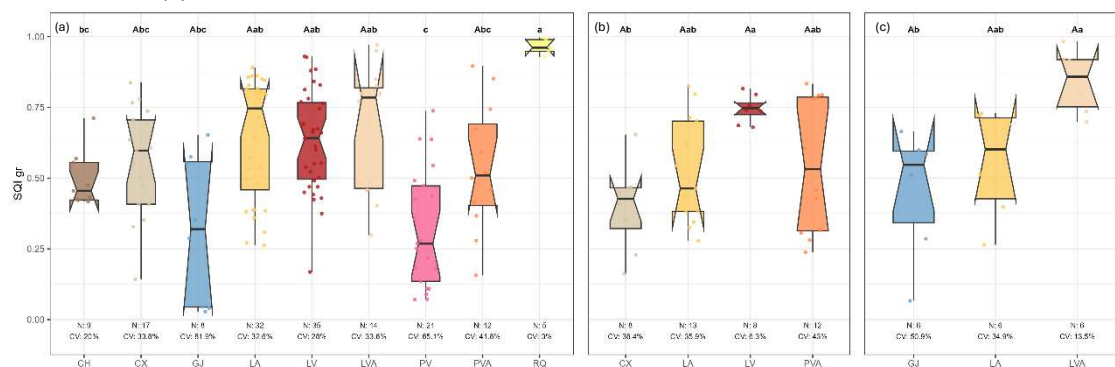 (a)
bc Abc Abc Aab Aab Aab c Abc a
(b)
Ab Aab Aa Aab
(c)
Ab Aab Aa
SQI gr
1.00
0.75
0.50
0.25
0.00
N: 9 N: 17 N: 8 N: 32 N: 35 N: 14 N: 21 N: 12 N: 5
CV: 20% CV: 33.8% CV: 81.9% CV: 32.6% CV: 28% CV: 33.6% CV: 65.1% CV: 41.8% CV: 3%
CH CX GJ LA LV LVA PV PVA RQ
N: 8 N: 13 N: 8 N: 12
CV: 38.4% CV: 35.9% CV: 6.3% CV: 43%
CX LA LV PVA
N: 6 N: 6 N: 6
CV: 50.9% CV: 34.9% CV: 13.5%
GJ LA LVA